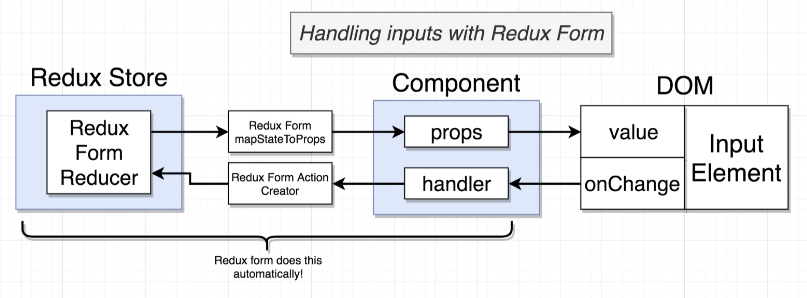 Handling inputs with Redux Form
Redux Store
Component
DOM
Redux
Form
Reducer
Redux Form
mapStateToProps
props
value
Input
Element
Redux Form Action
Creator
handler
onChange
Redux form does this
automatically!